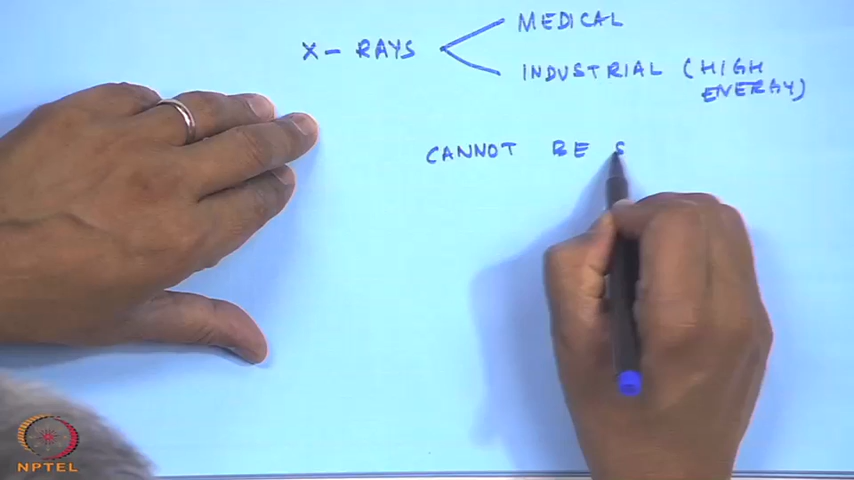 X-RAYS
MEDICAL
INDUSTRIAL (HIGH
ENERGY)
CANNOT BE S
NPTEL